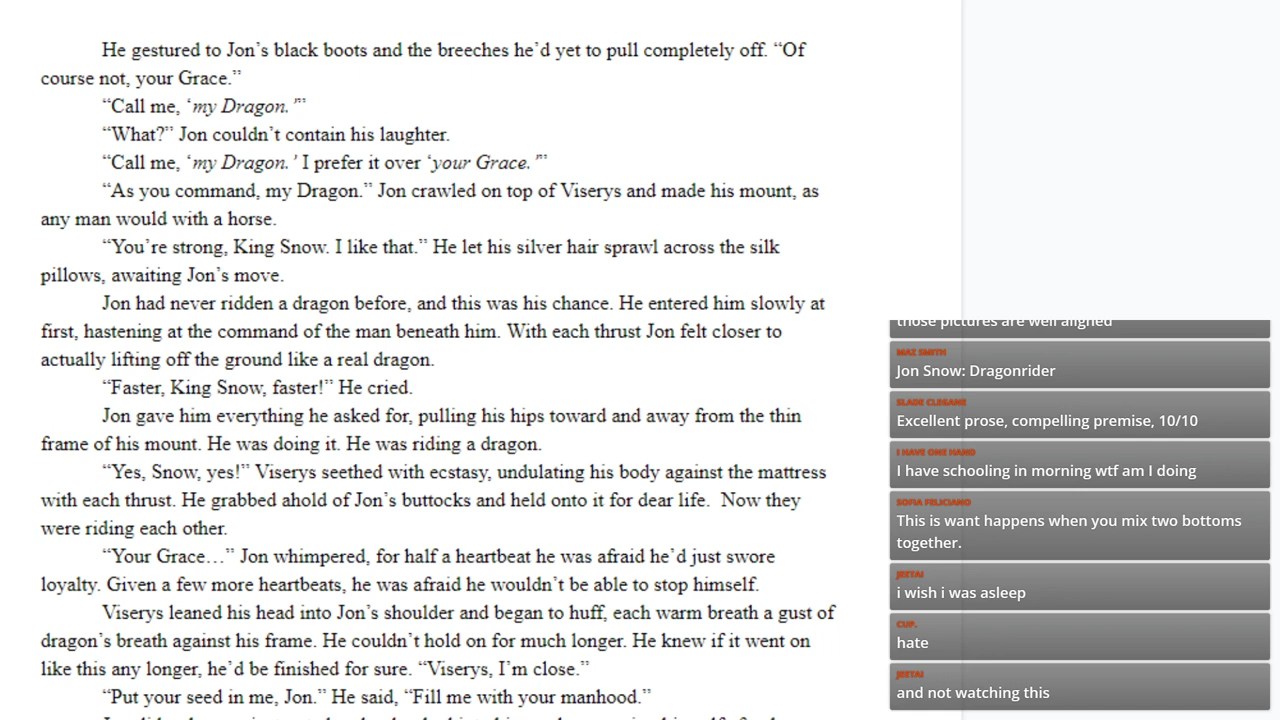 He gestured to Jon's black boots and the breeches he'd yet to pull completely off. "Of
course not, your Grace."
"Call me, 'my Dragon.'"
"What?" Jon couldn't contain his laughter.
"Call me, 'my Dragon.' I prefer it over 'your Grace.'"
"As you command, my Dragon." Jon crawled on top of Viserys and made his mount, as
any man would with a horse.
"You're strong, King Snow. I like that." He let his silver hair sprawl across the silk
pillows, awaiting Jon's move.
Jon had never ridden a dragon before, and this was his chance. He entered him slowly at
first, hastening at the command of the man beneath him. With each thrust Jon felt closer to
actually lifting off the ground like a real dragon.
"Faster, King Snow, faster!" He cried.
Jon gave him everything he asked for, pulling his hips toward and away from the thin
frame of his mount. He was doing it. He was riding a dragon.
"Yes, Snow, yes!" Viserys seethed with ecstasy, undulating his body against the mattress
with each thrust. He grabbed ahold of Jon's buttocks and held onto it for dear life. Now they
were riding each other.
"Your Grace…" Jon whimpered, for half a heartbeat he was afraid he'd just swore
loyalty. Given a few more heartbeats, he was afraid he wouldn't be able to stop himself.
Viserys leaned his head into Jon's shoulder and began to huff, each warm breath a gust of
dragon's breath against his frame. He couldn't hold on for much longer. He knew if it went on
like this any longer, he'd be finished for sure. "Viserys, I'm close."
"Put your seed in me, Jon." He said, "Fill me with your manhood."
those pictures are well aligned
MAZ SMITH
Jon Snow: Dragonrider
SLADE CLEGANE
Excellent prose, compelling premise, 10/10
I HAVE ONE HAND
I have schooling in morning wtf am I doing
SOFIA FELICIANO
This is want happens when you mix two bottoms
together.
JEETAI
i wish i was asleep
CUP.
hate
JEETAI
and not watching this